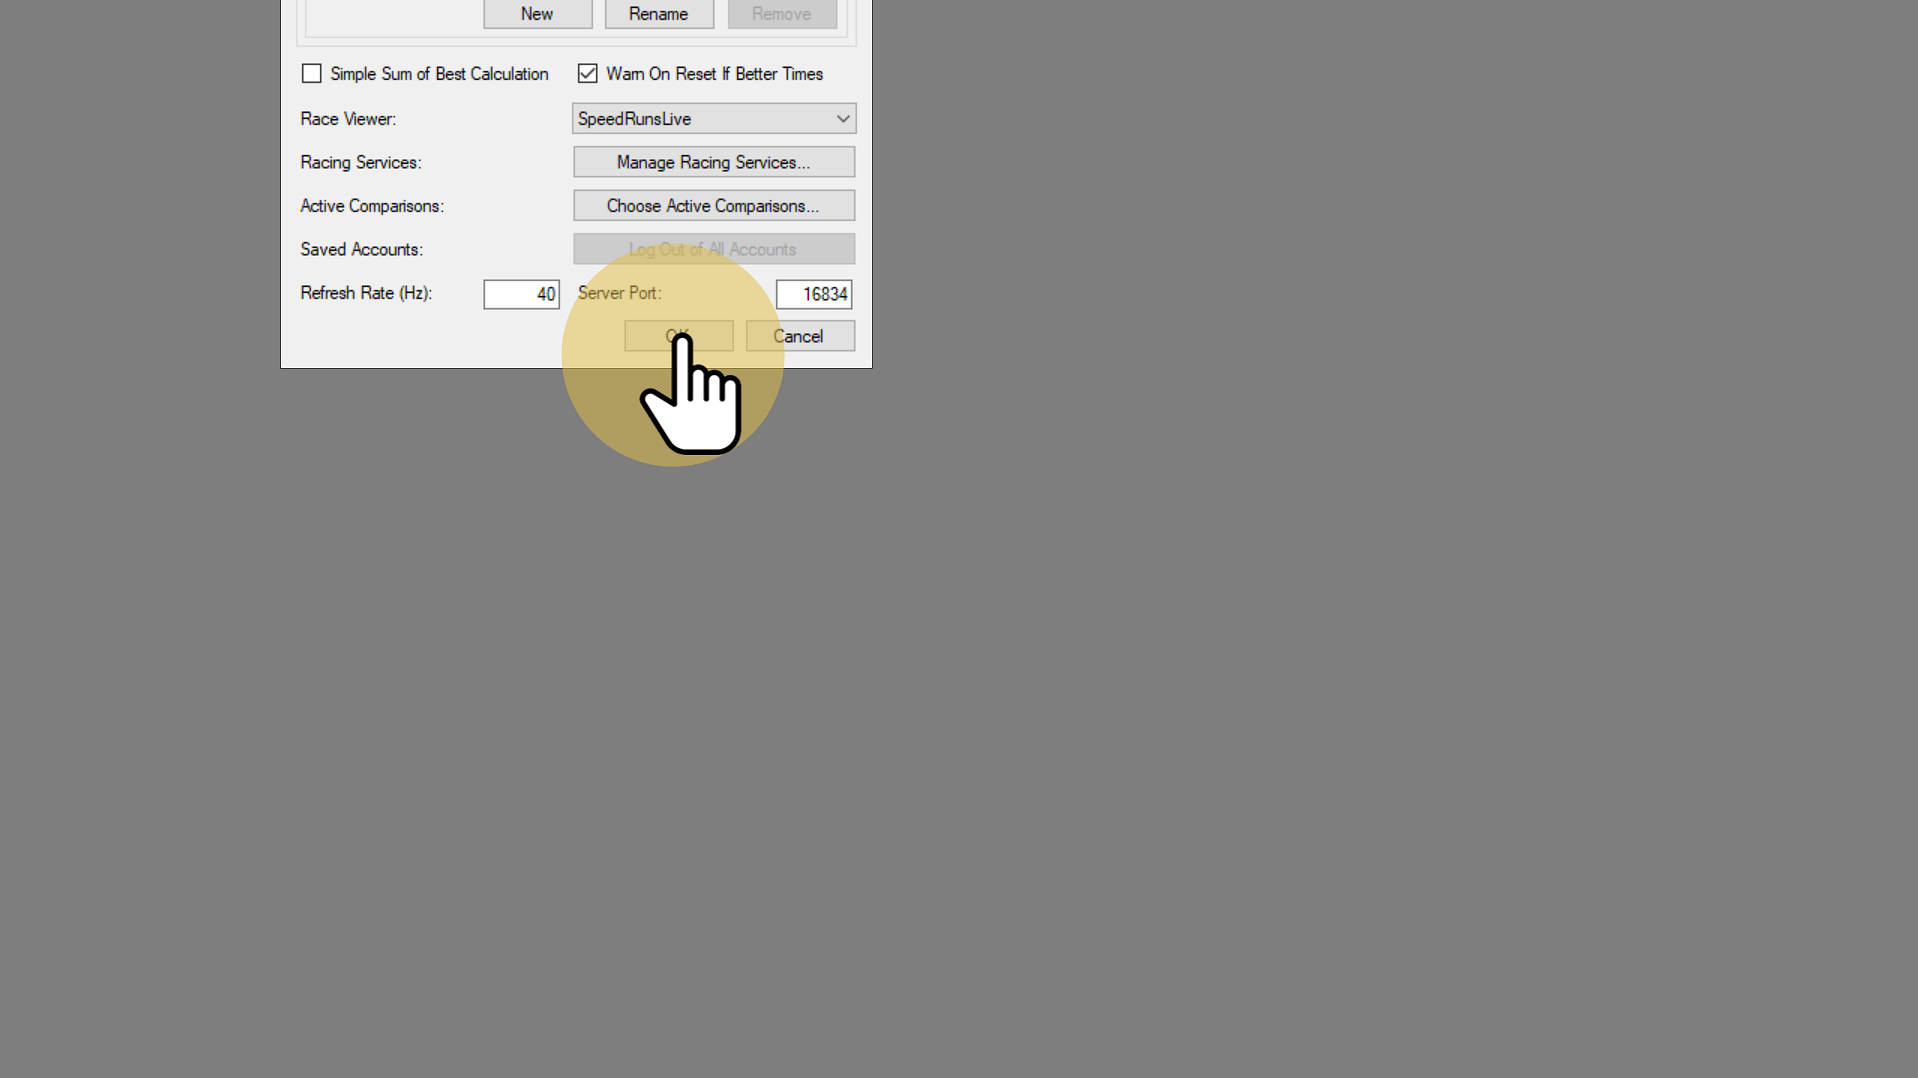 New Rename Remove
Simple Sum of Best Calculation Warn On Reset If Better Times
Race Viewer: SpeedRunsLive
Racing Services: Manage Racing Services...
Active Comparisons: Choose Active Comparisons...
Saved Accounts: Log Out of All Accounts
Refresh Rate (Hz): 40 Server Port: 16834
OK Cancel